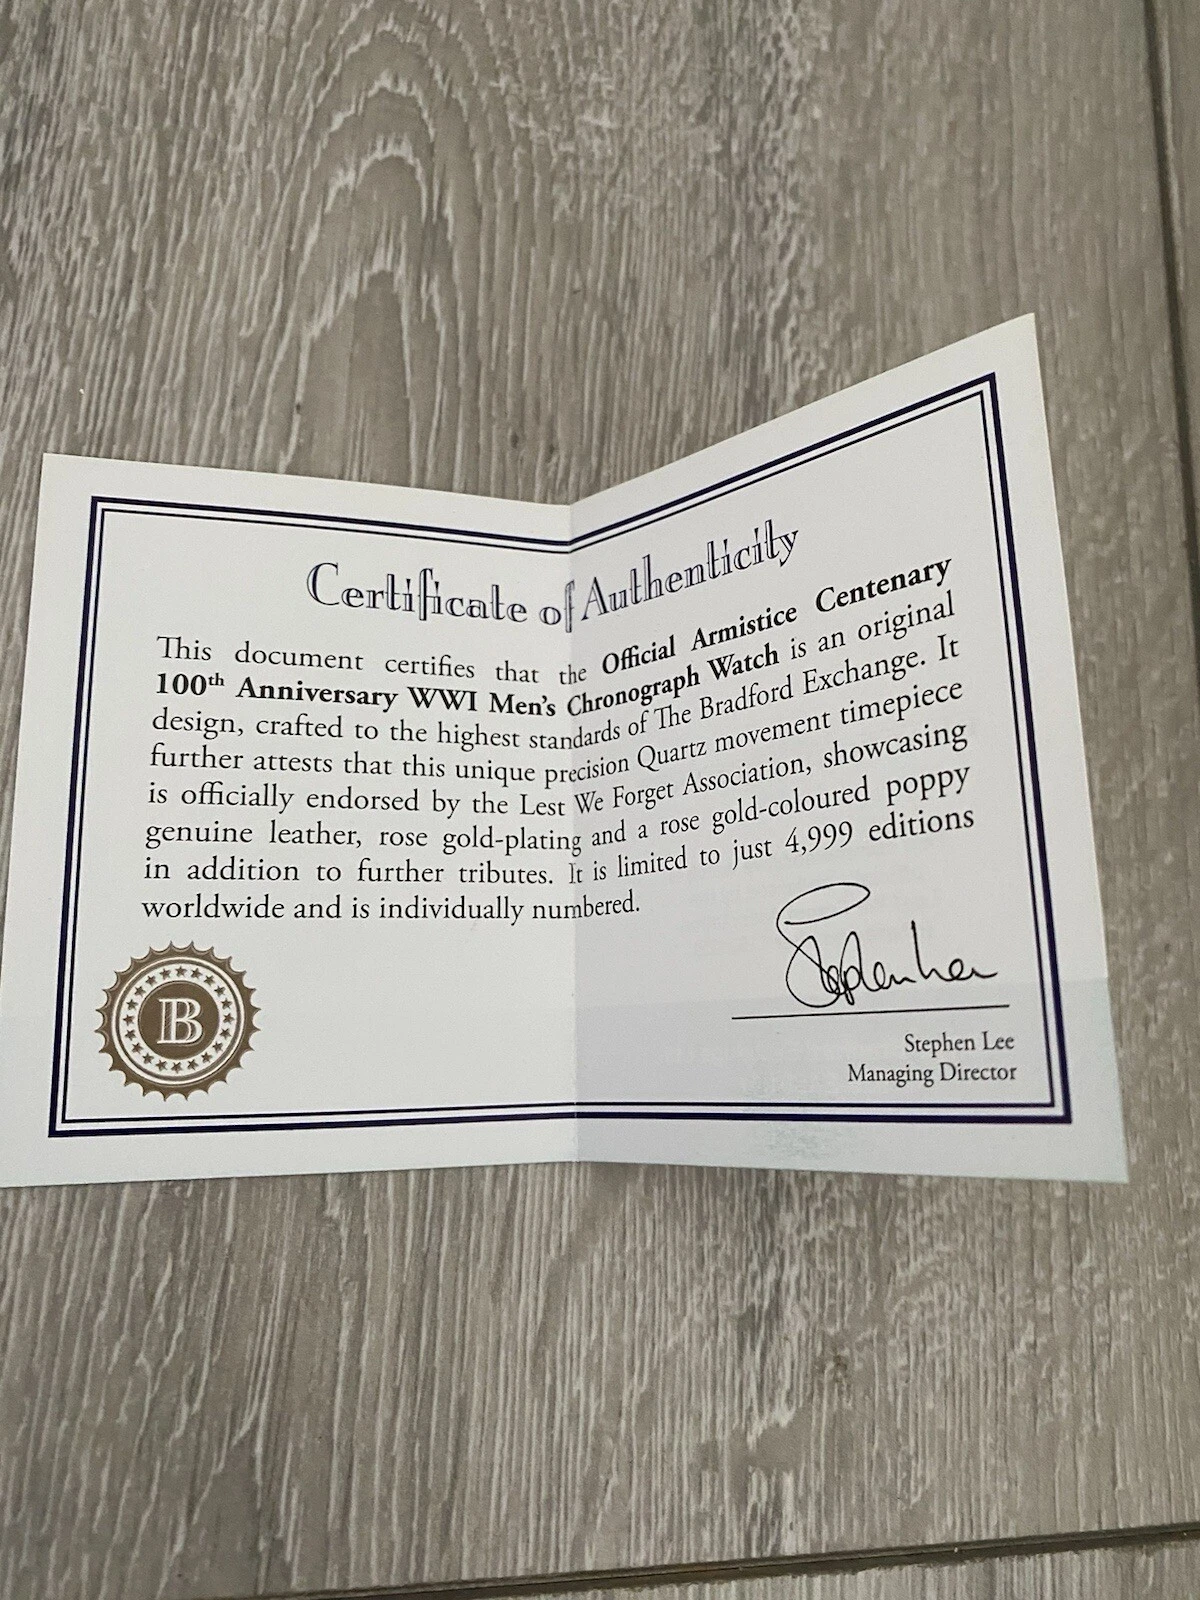 Certificate of Authenticity
This document certifies that the Official Armistice Centenary
100th Anniversary WWI Men's Chronograph Watch is an original
design, crafted to the highest standards of The Bradford Exchange. It
further attests that this unique precision Quartz movement timepiece
is officially endorsed by the Lest We Forget Association, showcasing
genuine leather, rose gold-plating and a rose gold-coloured poppy
in addition to further tributes. It is limited to just 4,999 editions
worldwide and is individually numbered.
B
Stephen Lee
Stephen Lee
Managing Director